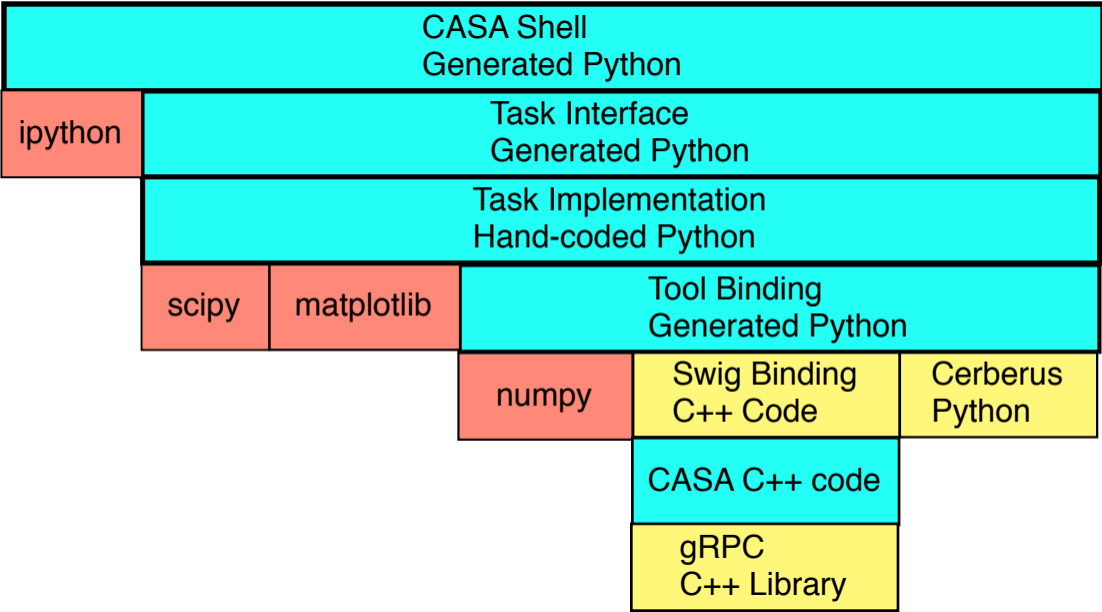 CASA Shell
Generated Python
ipython
Task Interface
Generated Python
Task Implementation
Hand-coded Python
scipy
matplotlib
Tool Binding
Generated Python
numpy
Swig Binding
C++ Code
Cerberus
Python
CASA C++ code
gRPC
C++ Library